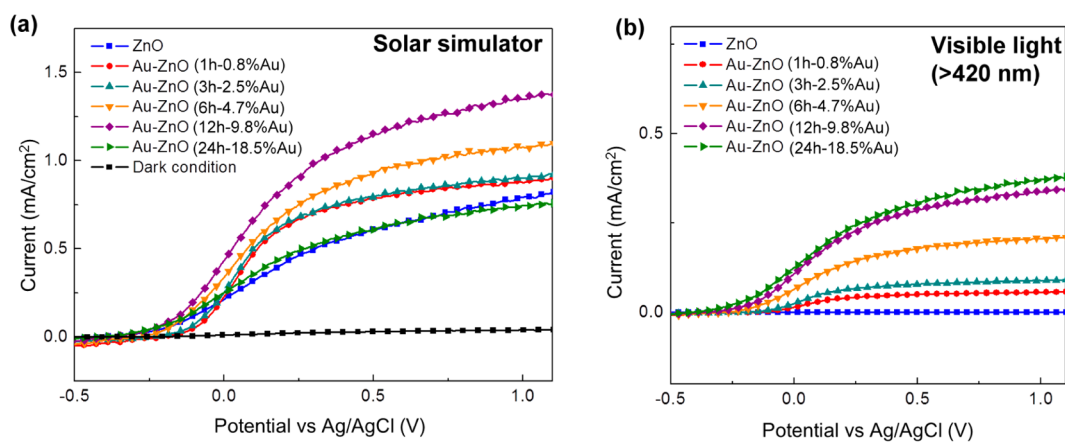 (a)
Solar simulator
ZnO
Au-ZnO (1h-0.8%Au)
Au-ZnO (3h-2.5%Au)
Au-ZnO (6h-4.7%Au)
Au-ZnO (12h-9.8%Au)
Au-ZnO (24h-18.5%Au)
Dark condition
Current (mA/cm²)
1.5
1.0
0.5
0.0
-0.5
0.0
0.5
1.0
Potential vs Ag/AgCl (V)
(b)
Visible light
(>420 nm)
ZnO
Au-ZnO (1h-0.8%Au)
Au-ZnO (3h-2.5%Au)
Au-ZnO (6h-4.7%Au)
Au-ZnO (12h-9.8%Au)
Au-ZnO (24h-18.5%Au)
Current (mA/cm²)
0.5
0.0
-0.5
0.0
0.5
1.0
Potential vs Ag/AgCl (V)